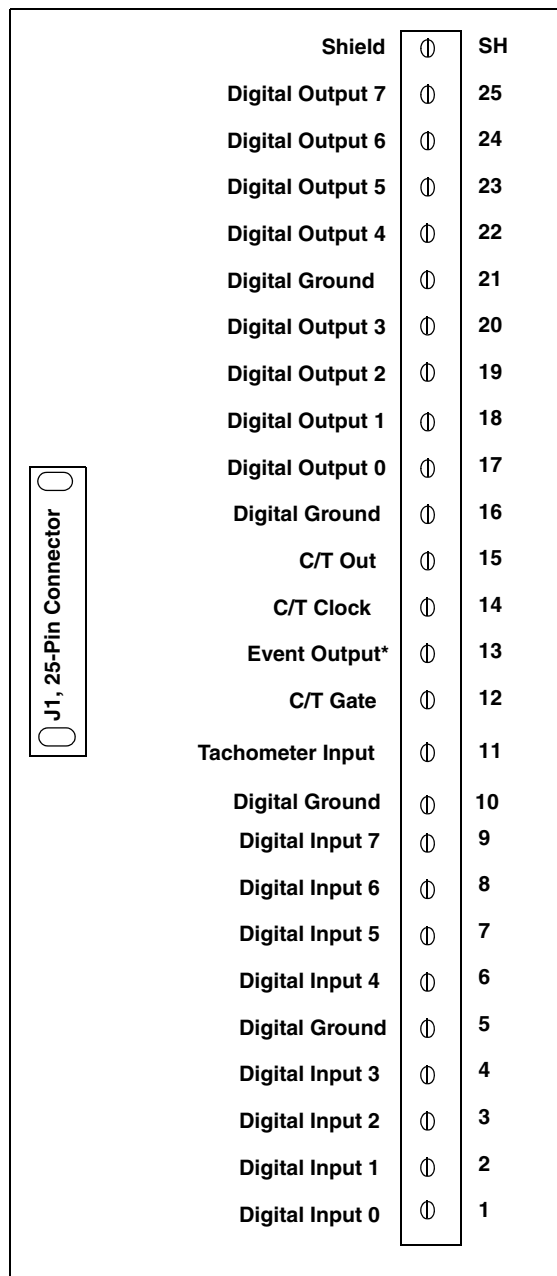 Shield SH
Digital Output 7 25
Digital Output 6 24
Digital Output 5 23
Digital Output 4 22
Digital Ground 21
Digital Output 3 20
Digital Output 2 19
Digital Output 1 18
Digital Output 0 17
Digital Ground 16
C/T Out 15
C/T Clock 14
Event Output* 13
C/T Gate 12
Tachometer Input 11
Digital Ground 10
Digital Input 7 9
Digital Input 6 8
Digital Input 5 7
Digital Input 4 6
Digital Ground 5
Digital Input 3 4
Digital Input 2 3
Digital Input 1 2
Digital Input 0 1
J1, 25-Pin Connector